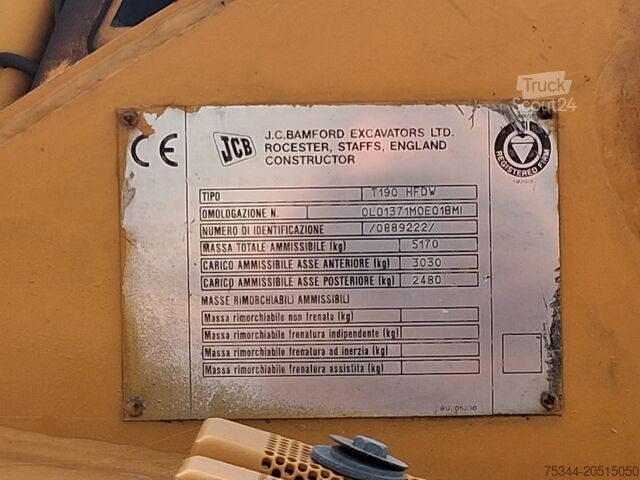 Truck
Scout24
CE
JCB
J.C.BAMFORD EXCAVATORS LTD.
ROCESTER, STAFFS, ENGLAND
CONSTRUCTOR
REGISTERED FIRM
TIPO T190 HFDW
OMOLOGAZIONE N. OL01371MOE01BMI
NUMERO DI IDENTIFICAZIONE /0889222/
MASSA TOTALE AMMISSIBILE (kg) 5170
CARICO AMMISSIBILE ASSE ANTERIORE (kg) 3030
CARICO AMMISSIBILE ASSE POSTERIORE (kg) 2480
MASSE RIMORCHIABILI AMMISSIBILI
Massa rimorchiabile non frenata (kg)
Massa rimorchiabile frenatura indipendente (kg)
Massa rimorchiabile frenatura ad inerzia (kg)
Massa rimorchiabile frenatura assistita (kg)
75344-20515050